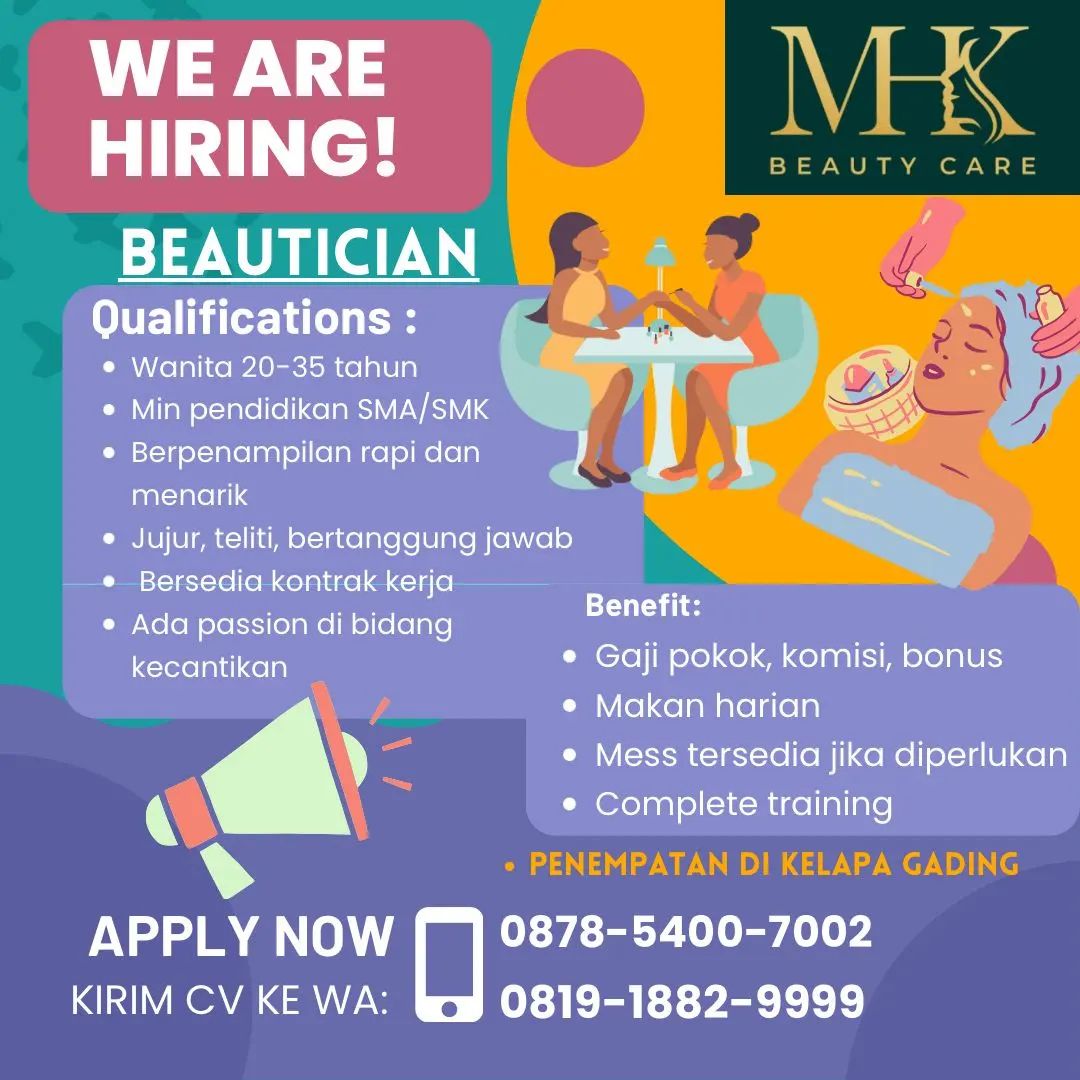 WE ARE
HIRING!
MHK
BEAUTY CARE
BEAUTICIAN
Qualifications :
• Wanita 20-35 tahun
• Min pendidikan SMA/SMK
• Berpenampilan rapi dan
menarik
• Jujur, teliti, bertanggung jawab
• Bersedia kontrak kerja
• Ada passion di bidang
kecantikan
Benefit:
• Gaji pokok, komisi, bonus
• Makan harian
• Mess tersedia jika diperlukan
• Complete training
• PENEMPATAN DI KELAPA GADING
APPLY NOW
KIRIM CV KE WA:
0878-5400-7002
0819-1882-9999